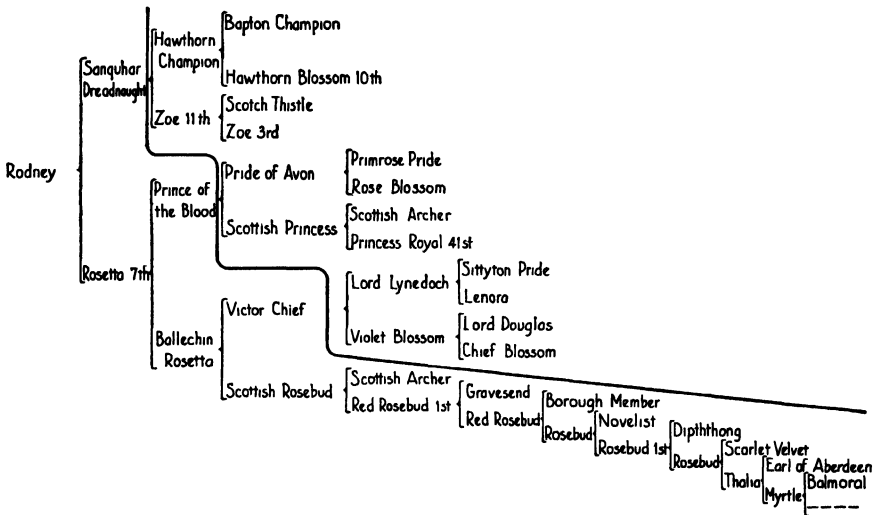 Rodney
Sanquhar
Dreadnaught
Hawthorn
Champion
Bapton Champion
Hawthorn Blossom 10th
Zoe 11th
Scotch Thistle
Zoe 3rd
Rosetta 7th
Prince of
the Blood
Pride of Avon
Primrose Pride
Rose Blossom
Scottish Princess
Scottish Archer
Princess Royal 41st
Ballechin
Rosetta
Victor Chief
Lord Lynedoch
Sittyton Pride
Lenora
Violet Blossom
Lord Douglas
Chief Blossom
Scottish Rosebud
Scottish Archer
Red Rosebud 1st
Gravesend
Red Rosebud
Borough Member
Rosebud
Novelist
Rosebud 1st
Dipththong
Rosebud
Scarlet Velvet
Thalia
Earl of Aberdeen
Myrtle
Balmoral
_ _ _ _